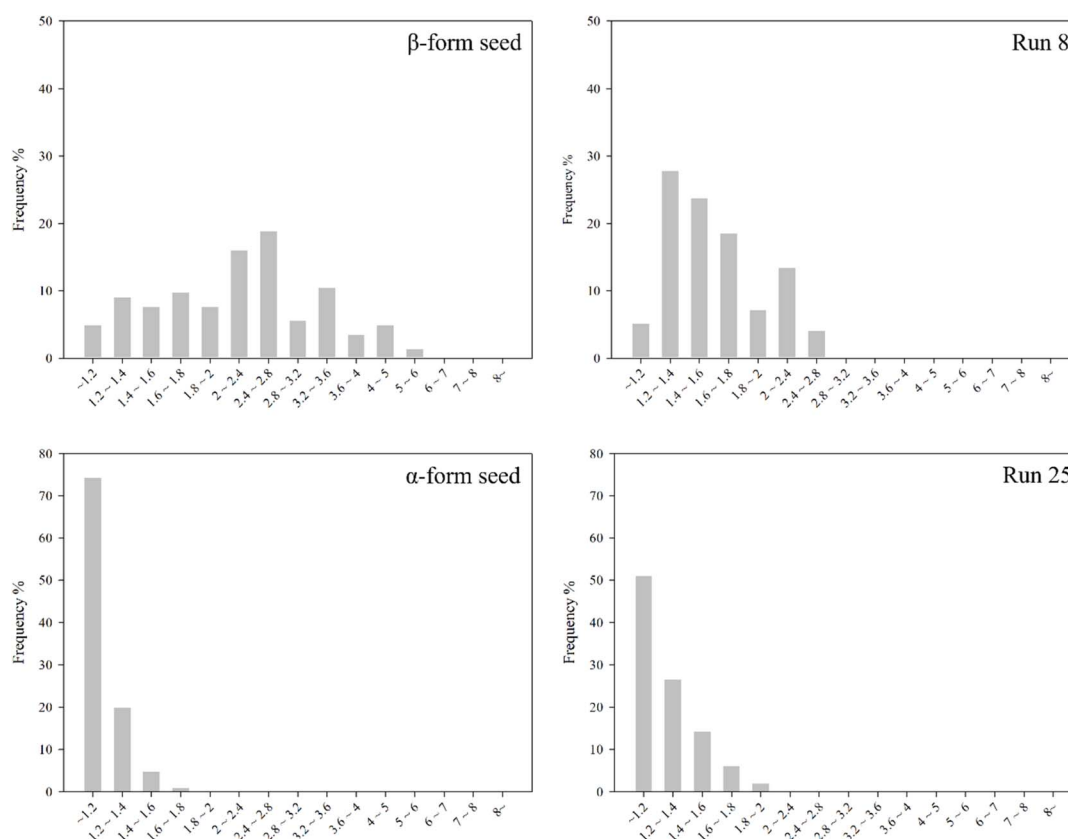 β-form seed
50
40
30
20
10
0
Frequency %
~1.2
1.2 ~ 1.4
1.4 ~ 1.6
1.6 ~ 1.8
1.8 ~ 2
2 ~ 2.4
2.4 ~ 2.8
2.8 ~ 3.2
3.2 ~ 3.6
3.6 ~ 4
4 ~ 5
5 ~ 6
6 ~ 7
7 ~ 8
8~
Run 8
50
40
30
20
10
0
Frequency %
~1.2
1.2 ~ 1.4
1.4 ~ 1.6
1.6 ~ 1.8
1.8 ~ 2
2 ~ 2.4
2.4 ~ 2.8
2.8 ~ 3.2
3.2 ~ 3.6
3.6 ~ 4
4 ~ 5
5 ~ 6
6 ~ 7
7 ~ 8
8~
α-form seed
80
70
60
50
40
30
20
10
0
Frequency %
~1.2
1.2 ~ 1.4
1.4 ~ 1.6
1.6 ~ 1.8
1.8 ~ 2
2 ~ 2.4
2.4 ~ 2.8
2.8 ~ 3.2
3.2 ~ 3.6
3.6 ~ 4
4 ~ 5
5 ~ 6
6 ~ 7
7 ~ 8
8~
Run 25
80
70
60
50
40
30
20
10
0
Frequency %
~1.2
1.2 ~ 1.4
1.4 ~ 1.6
1.6 ~ 1.8
1.8 ~ 2
2 ~ 2.4
2.4 ~ 2.8
2.8 ~ 3.2
3.2 ~ 3.6
3.6 ~ 4
4 ~ 5
5 ~ 6
6 ~ 7
7 ~ 8
8~